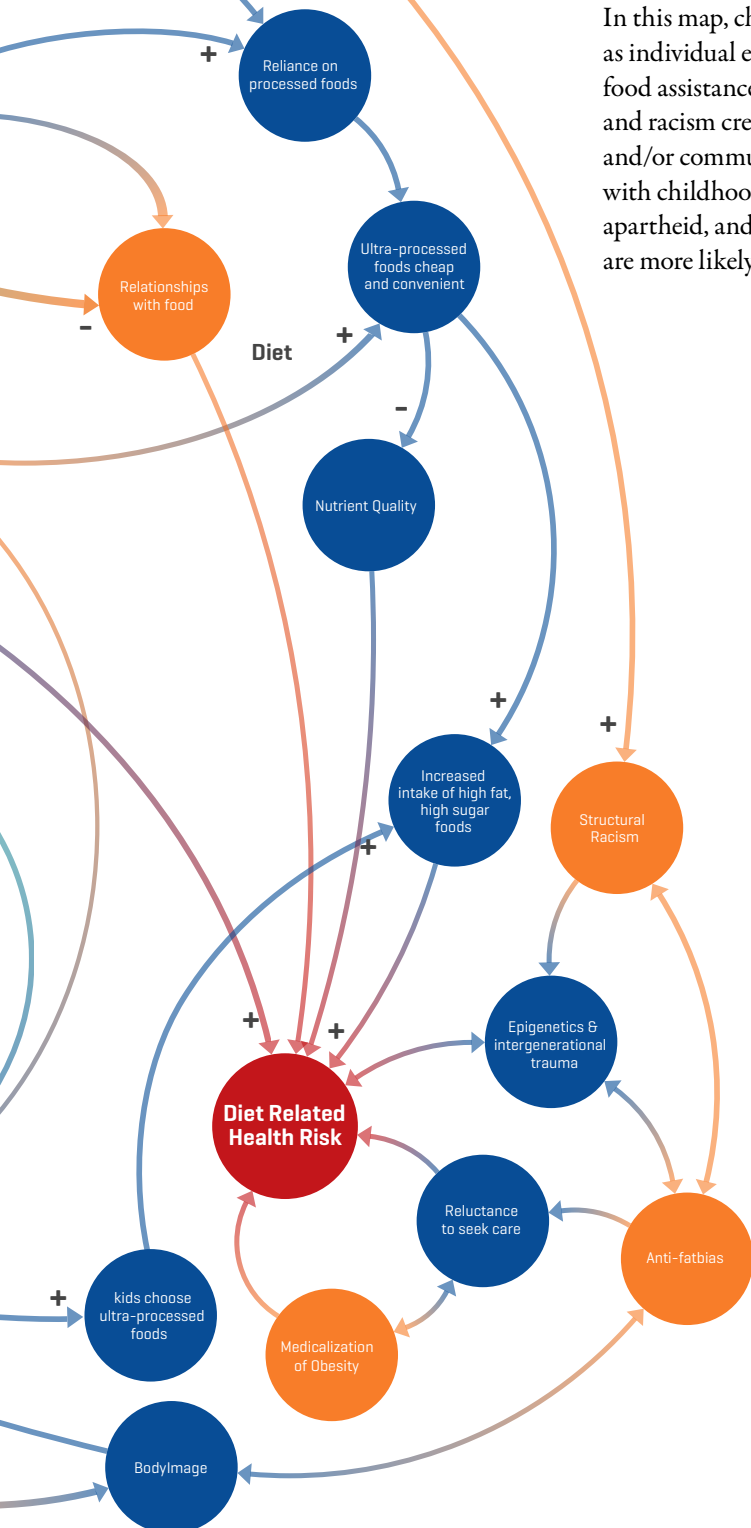 In this map, ch
as individual e
food assistance
and racism cre
and/or commu
with childhoo
apartheid, and
are more likely
+
Reliance on
processed foods
Ultra-processed
foods cheap
and convenient
Relationships
with food
-
Diet
+
-
Nutrient Quality
+
+
Increased
intake of high fat,
high sugar
foods
Structural
Racism
+
+
+
Epigenetics &
intergenerational
trauma
Diet Related
Health Risk
Reluctance
to seek care
Anti-fatbias
+
kids choose
ultra-processed
foods
Medicalization
of Obesity
BodyImage